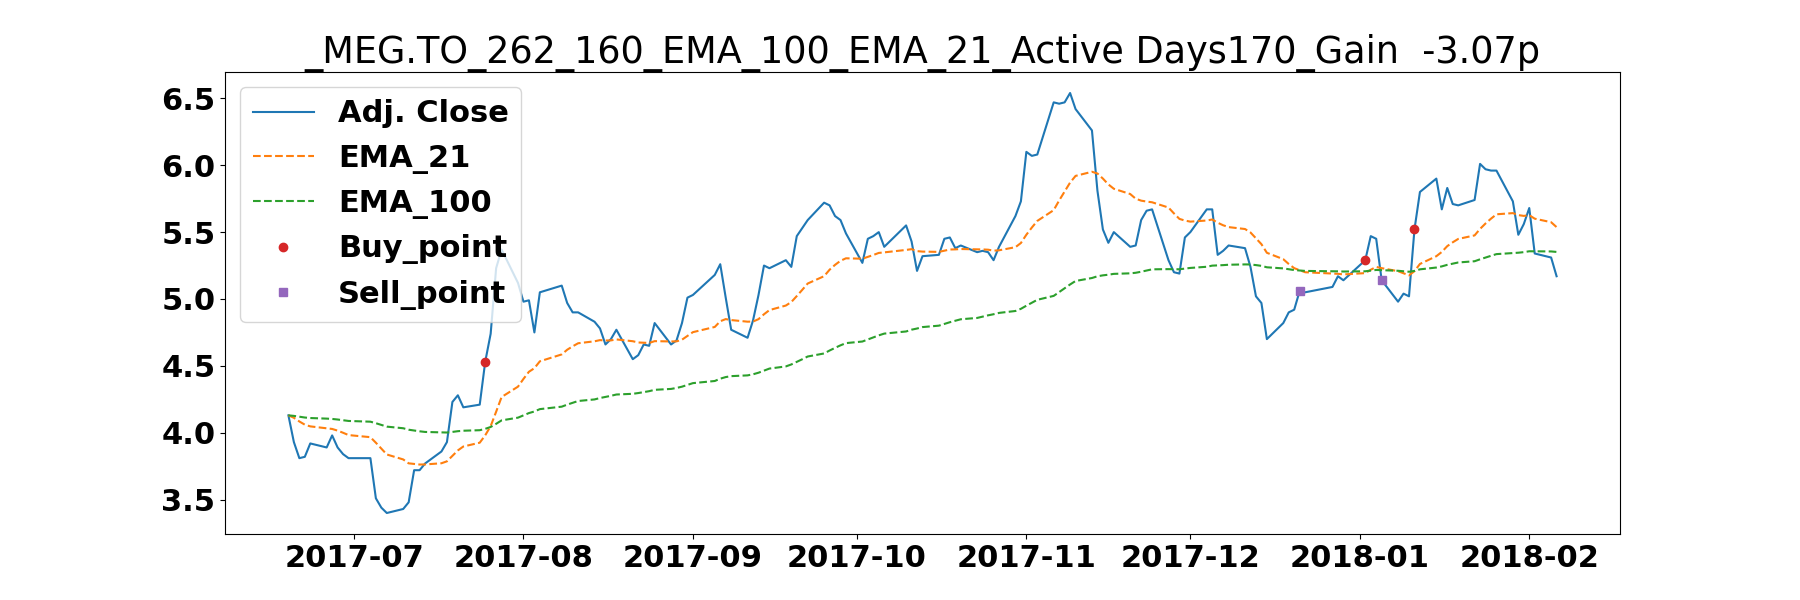 _MEG.TO_262_160_EMA_100_EMA_21_Active Days170_Gain  -3.07p
6.5
6.0
5.5
5.0
4.5
4.0
3.5
Adj. Close
EMA_21
EMA_100
Buy_point
Sell_point
2017-07 2017-08 2017-09 2017-10 2017-11 2017-12 2018-01 2018-02